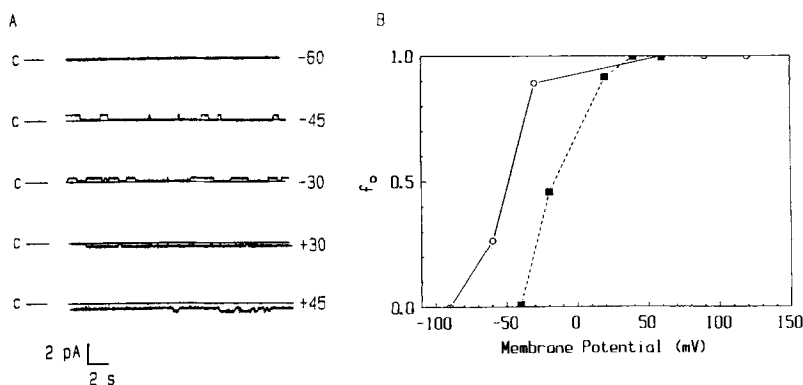 A
C — -60
C — -45
C — -30
C — +30
C — +45
2 pA
2 s
B
1.0
0.5
0.0
fo
-100 -50 0 50 100 150
Membrane Potential (mV)